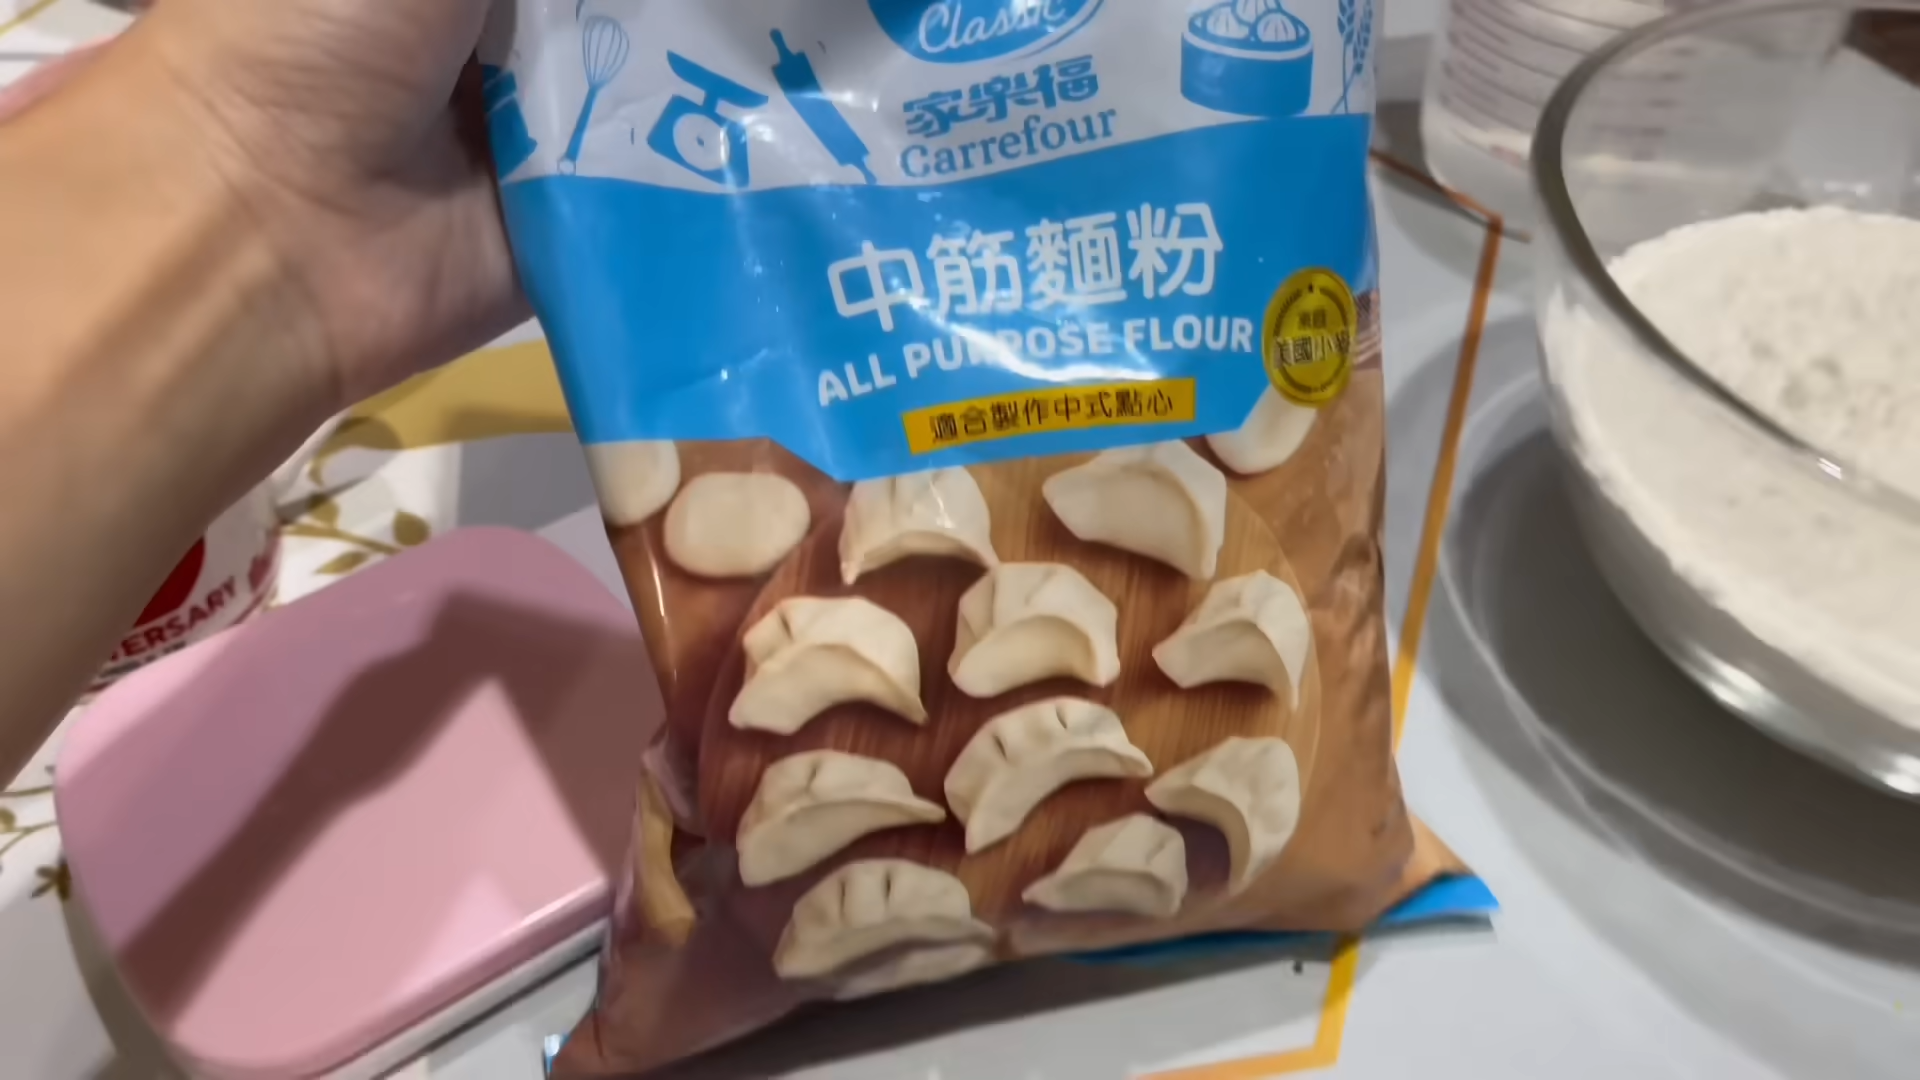 Classic
家樂福
Carrefour
中筋麵粉
ALL PURPOSE FLOUR
美國小
適合製作中式點心
ERSARY